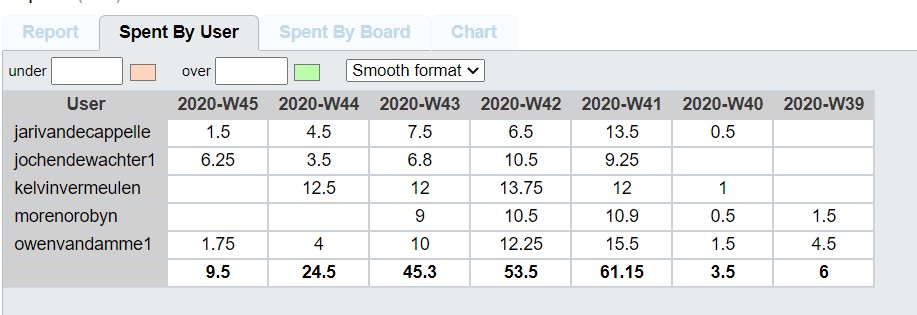 Report Spent By User Spent By Board Chart
under over Smooth format
User 2020-W45 2020-W44 2020-W43 2020-W42 2020-W41 2020-W40 2020-W39
jarivandecappelle 1.5 4.5 7.5 6.5 13.5 0.5
jochendewachter1 6.25 3.5 6.8 10.5 9.25
kelvinvermeulen 12.5 12 13.75 12 1
morenorobyn 9 10.5 10.9 0.5 1.5
owenvandamme1 1.75 4 10 12.25 15.5 1.5 4.5
9.5 24.5 45.3 53.5 61.15 3.5 6